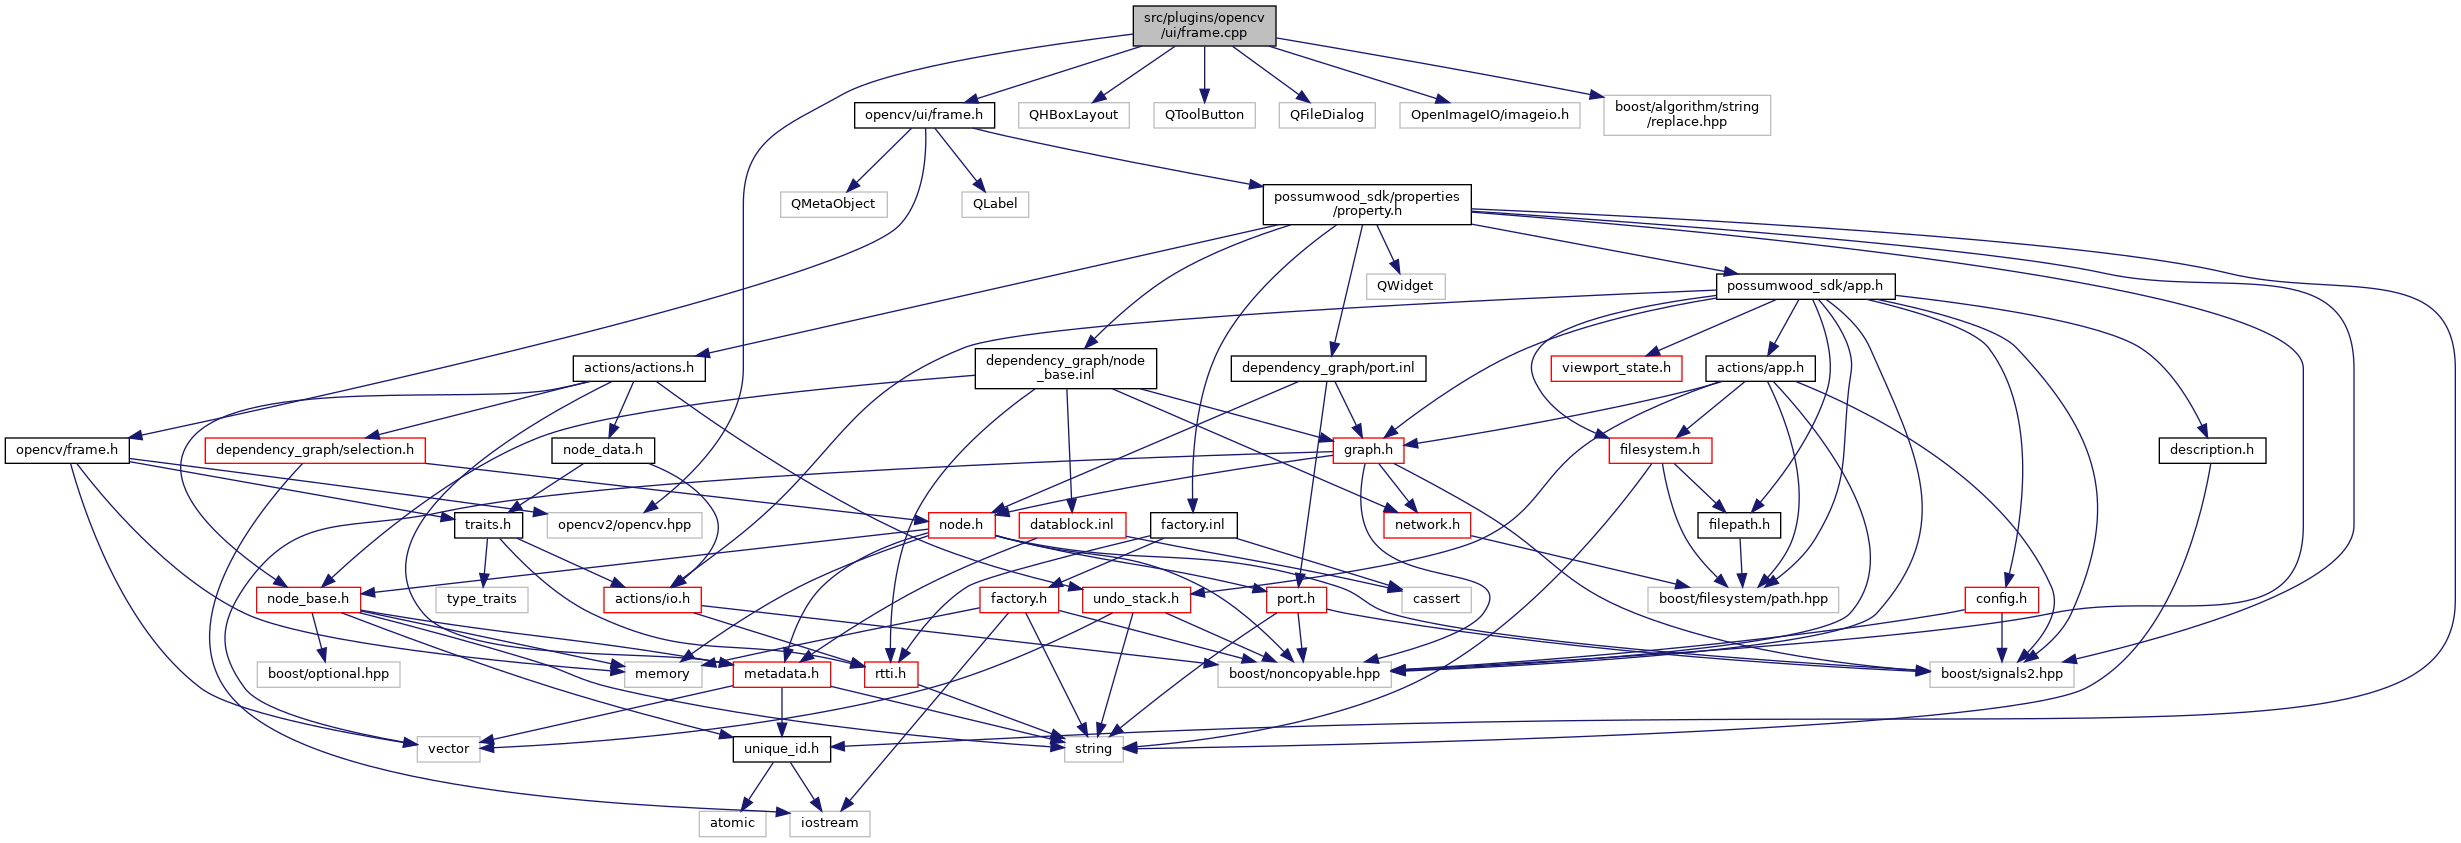 src/plugins/opencv
/ui/frame.cpp
opencv/ui/frame.h
QHBoxLayout
QToolButton
QFileDialog
OpenImageIO/imageio.h
boost/algorithm/string
/replace.hpp
QMetaObject
QLabel
possumwood_sdk/properties
/property.h
QWidget
possumwood_sdk/app.h
actions/actions.h
dependency_graph/node
_base.inl
dependency_graph/port.inl
viewport_state.h
actions/app.h
opencv/frame.h
dependency_graph/selection.h
node_data.h
graph.h
filesystem.h
description.h
traits.h
opencv2/opencv.hpp
node.h
datablock.inl
factory.inl
network.h
filepath.h
node_base.h
type_traits
actions/io.h
factory.h
undo_stack.h
port.h
cassert
boost/filesystem/path.hpp
config.h
boost/optional.hpp
memory
metadata.h
rtti.h
boost/noncopyable.hpp
boost/signals2.hpp
vector
unique_id.h
string
atomic
iostream